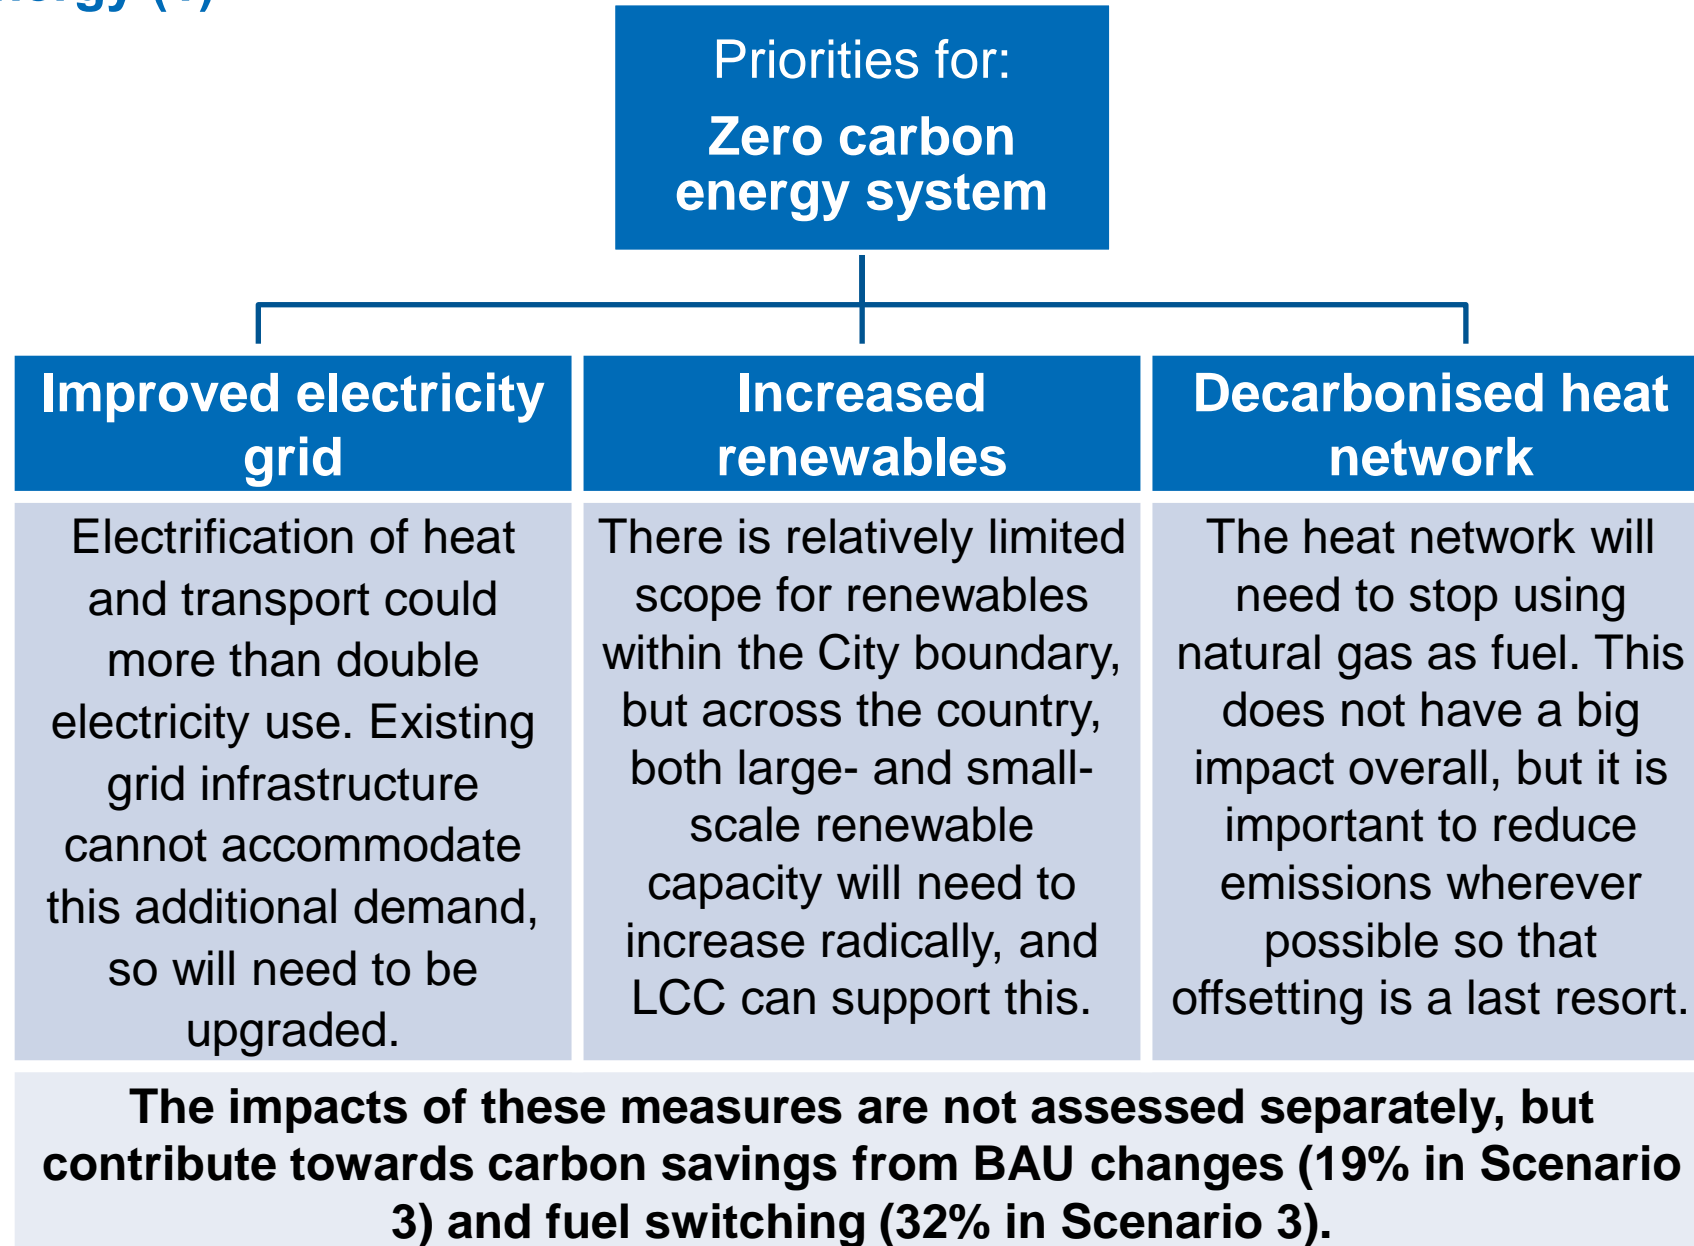 Priorities for:
Zero carbon
energy system
Improved electricity
grid
Increased
renewables
Decarbonised heat
network
Electrification of heat
and transport could
more than double
electricity use. Existing
grid infrastructure
cannot accommodate
this additional demand,
so will need to be
upgraded.
There is relatively limited
scope for renewables
within the City boundary,
but across the country,
both large- and small-
scale renewable
capacity will need to
increase radically, and
LCC can support this.
The heat network will
need to stop using
natural gas as fuel. This
does not have a big
impact overall, but it is
important to reduce
emissions wherever
possible so that
offsetting is a last resort.
The impacts of these measures are not assessed separately, but
contribute towards carbon savings from BAU changes (19% in Scenario
3) and fuel switching (32% in Scenario 3).